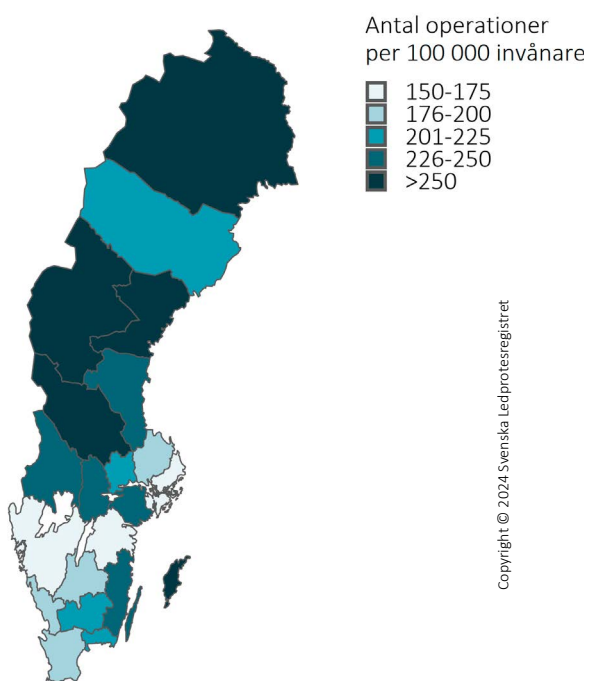 Antal operationer
per 100 000 invånare
150-175
176-200
201-225
226-250
>250
Copyright © 2024 Svenska Ledprotesregistret